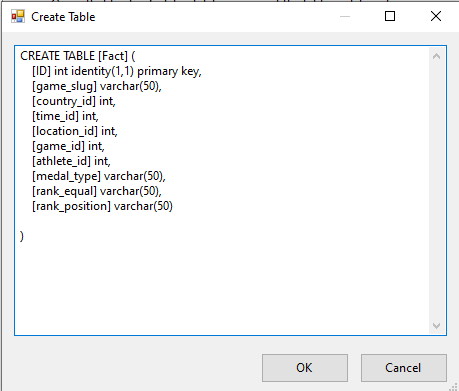 Create Table
CREATE TABLE [Fact] (
[ID] int identity(1,1) primary key,
[game_slug] varchar(50),
[country_id] int,
[time_id] int,
[location_id] int,
[game_id] int,
[athlete_id] int,
[medal_type] varchar(50),
[rank_equal] varchar(50),
[rank_position] varchar(50)
)
OK Cancel